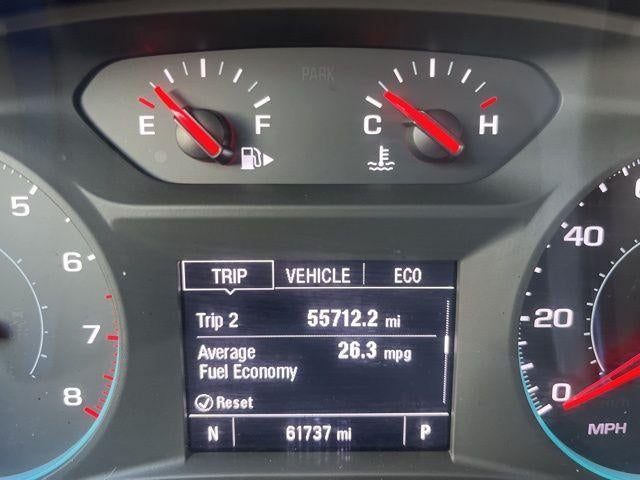 PARK
E F C H
TRIP VEHICLE ECO
Trip 2 55712.2 mi
Average 26.3 mpg
Fuel Economy
Reset
N 61737 mi P
5
6
7
8
40
20
0
MPH